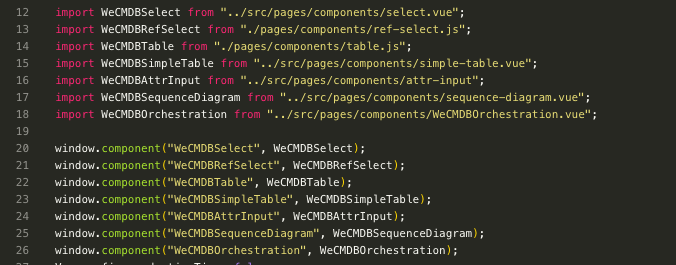 12 import WeCMDBSelect from "../src/pages/components/select.vue";
13 import WeCMDBRefSelect from "./pages/components/ref-select.js";
14 import WeCMDBTable from "./pages/components/table.js";
15 import WeCMDBSimpleTable from "../src/pages/components/simple-table.vue";
16 import WeCMDBAttrInput from "../src/pages/components/attr-input";
17 import WeCMDBSequenceDiagram from "../src/pages/components/sequence-diagram.vue";
18 import WeCMDBOrchestration from "../src/pages/components/WeCMDBOrchestration.vue";
19
20 window.component("WeCMDBSelect", WeCMDBSelect);
21 window.component("WeCMDBRefSelect", WeCMDBRefSelect);
22 window.component("WeCMDBTable", WeCMDBTable);
23 window.component("WeCMDBSimpleTable", WeCMDBSimpleTable);
24 window.component("WeCMDBAttrInput", WeCMDBAttrInput);
25 window.component("WeCMDBSequenceDiagram", WeCMDBSequenceDiagram);
26 window.component("WeCMDBOrchestration", WeCMDBOrchestration);